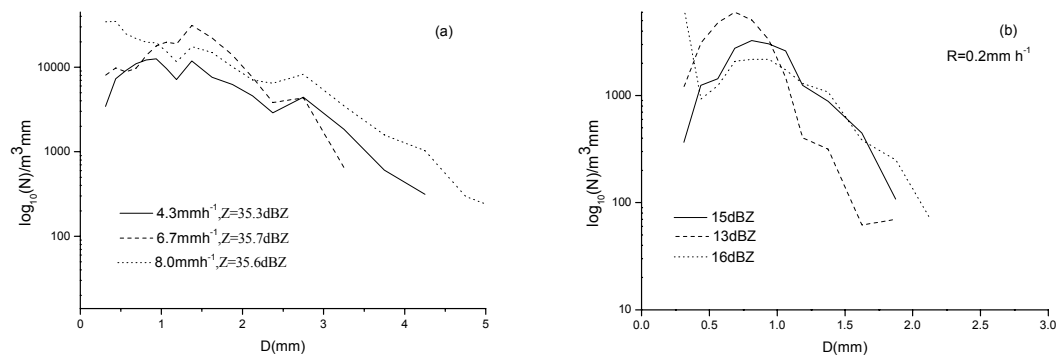 (a)
10000
1000
100
log10(N)/m3mm
4.3mmh-1,Z=35.3dBZ
6.7mmh-1,Z=35.7dBZ
8.0mmh-1,Z=35.6dBZ
0 1 2 3 4 5
D(mm)
(b)
R=0.2mm h-1
1000
100
10
log10(N)/m3mm
15dBZ
13dBZ
16dBZ
0.0 0.5 1.0 1.5 2.0 2.5 3.0
D(mm)